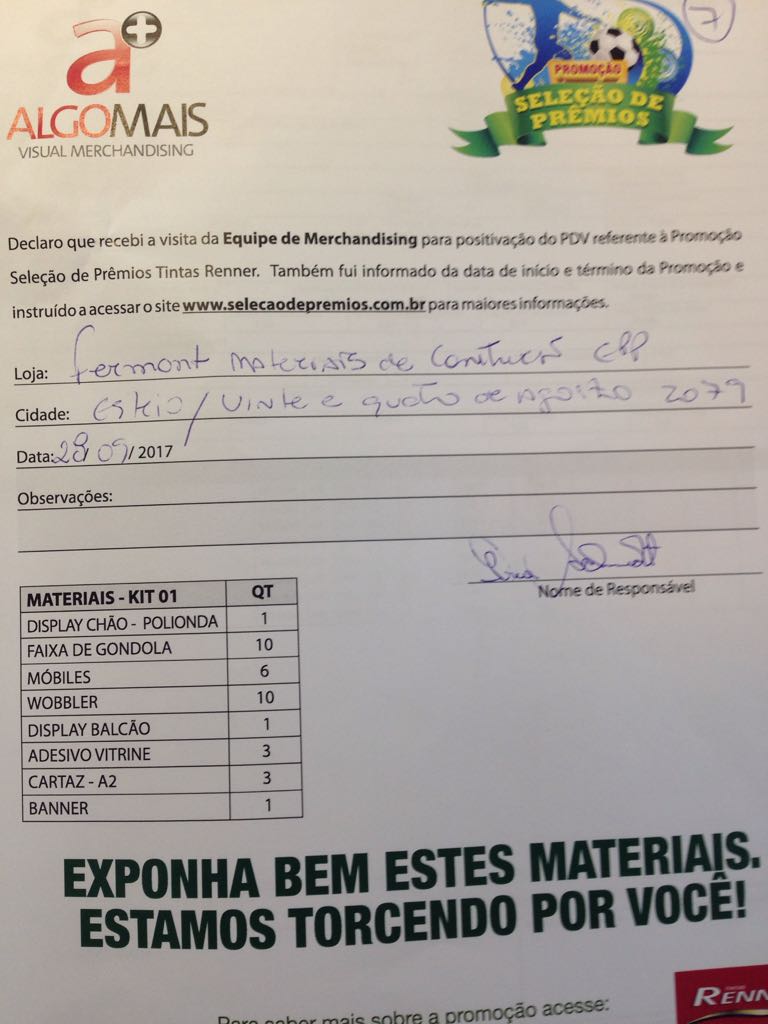 a+
7
ALGOMAIS
VISUAL MERCHANDISING
PROMOÇÃO
SELEÇÃO DE
PRÊMIOS
Declaro que recebi a visita da Equipe de Merchandising para positivação do PDV referente à Promoção
Seleção de Prêmios Tintas Renner. Também fui informado da data de início e término da Promoção e
instruído a acessar o site www.selecaodepremios.com.br para maiores informações.
Loja: Fermont Materiais de EPP
Cidade: Esteio / Vinte e quatro de Agosto 2079
Data: 28/09/2017
Observações:
Nome de Responsável
MATERIAIS - KIT 01 QT
DISPLAY CHÃO - POLIONDA 1
FAIXA DE GONDOLA 10
MÓBILES 6
WOBBLER 10
DISPLAY BALCÃO 1
ADESIVO VITRINE 3
CARTAZ - A2 3
BANNER 1
EXPONHA BEM ESTES MATERIAIS.
ESTAMOS TORCENDO POR VOCÊ!
Para saber mais sobre a promoção acesse:
RENN